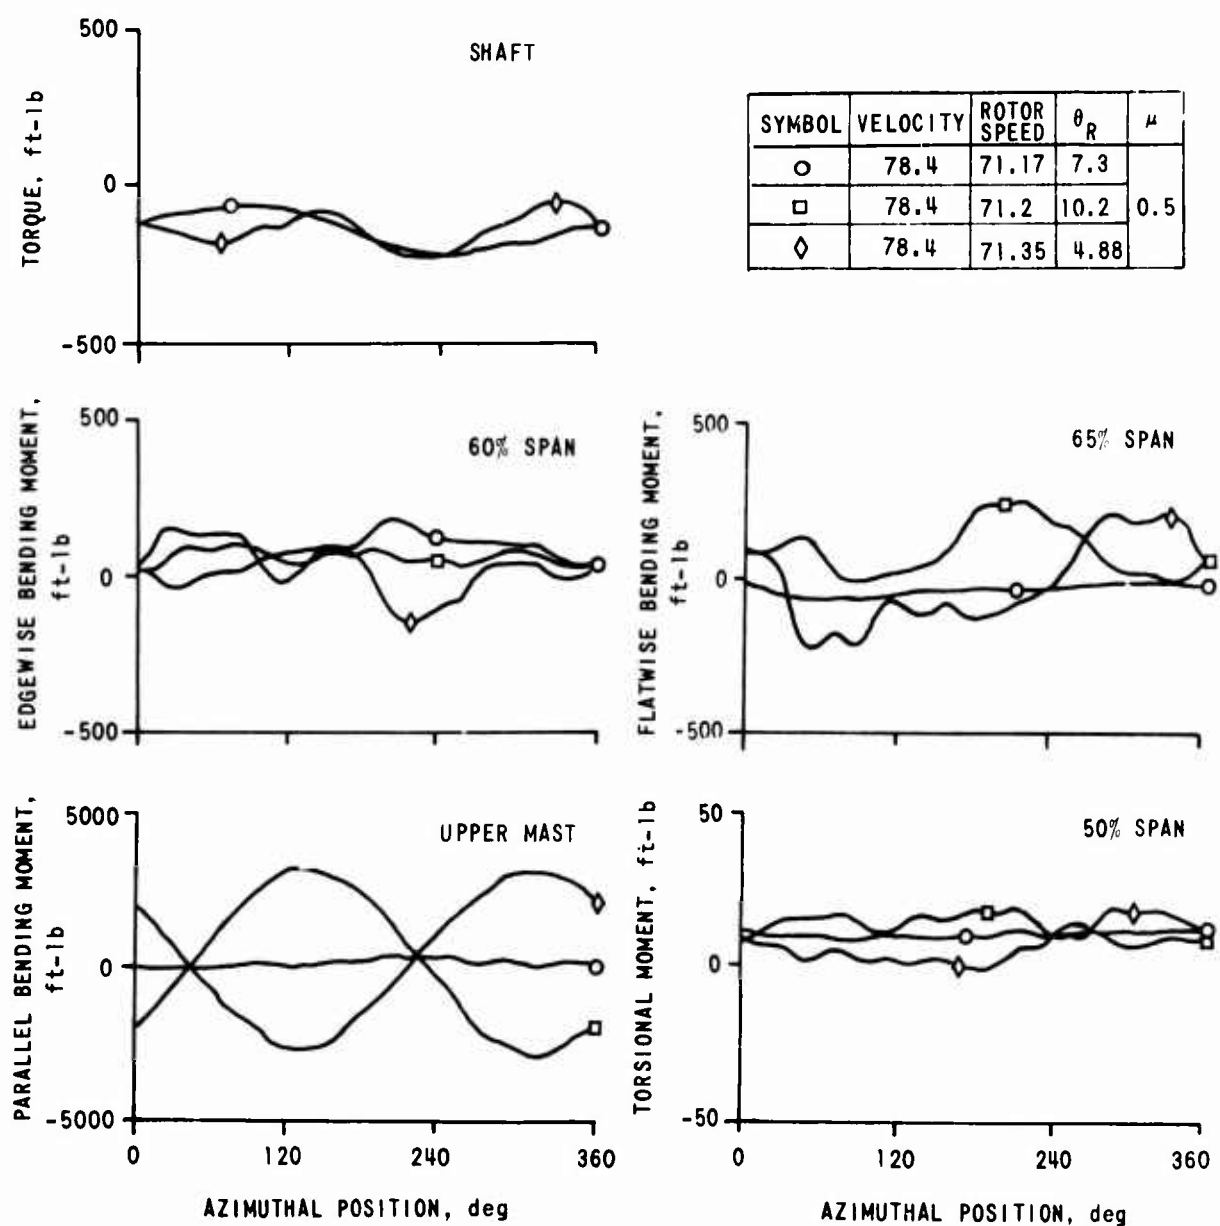 500
SHAFT
TORQUE, ft-lb
0
-500
SYMBOL VELOCITY ROTOR SPEED θR μ
78.4 71.17 7.3
78.4 71.2 10.2 0.5
78.4 71.35 4.88
500
60% SPAN
EDGEWISE BENDING MOMENT,
ft-lb
0
-500
500
65% SPAN
FLATWISE BENDING MOMENT,
ft-lb
0
-500
5000
UPPER MAST
PARALLEL BENDING MOMENT,
ft-lb
0
-5000
0 120 240 360
AZIMUTHAL POSITION, deg
50
50% SPAN
TORSIONAL MOMENT, ft-lb
0
-50
0 120 240 360
AZIMUTHAL POSITION, deg